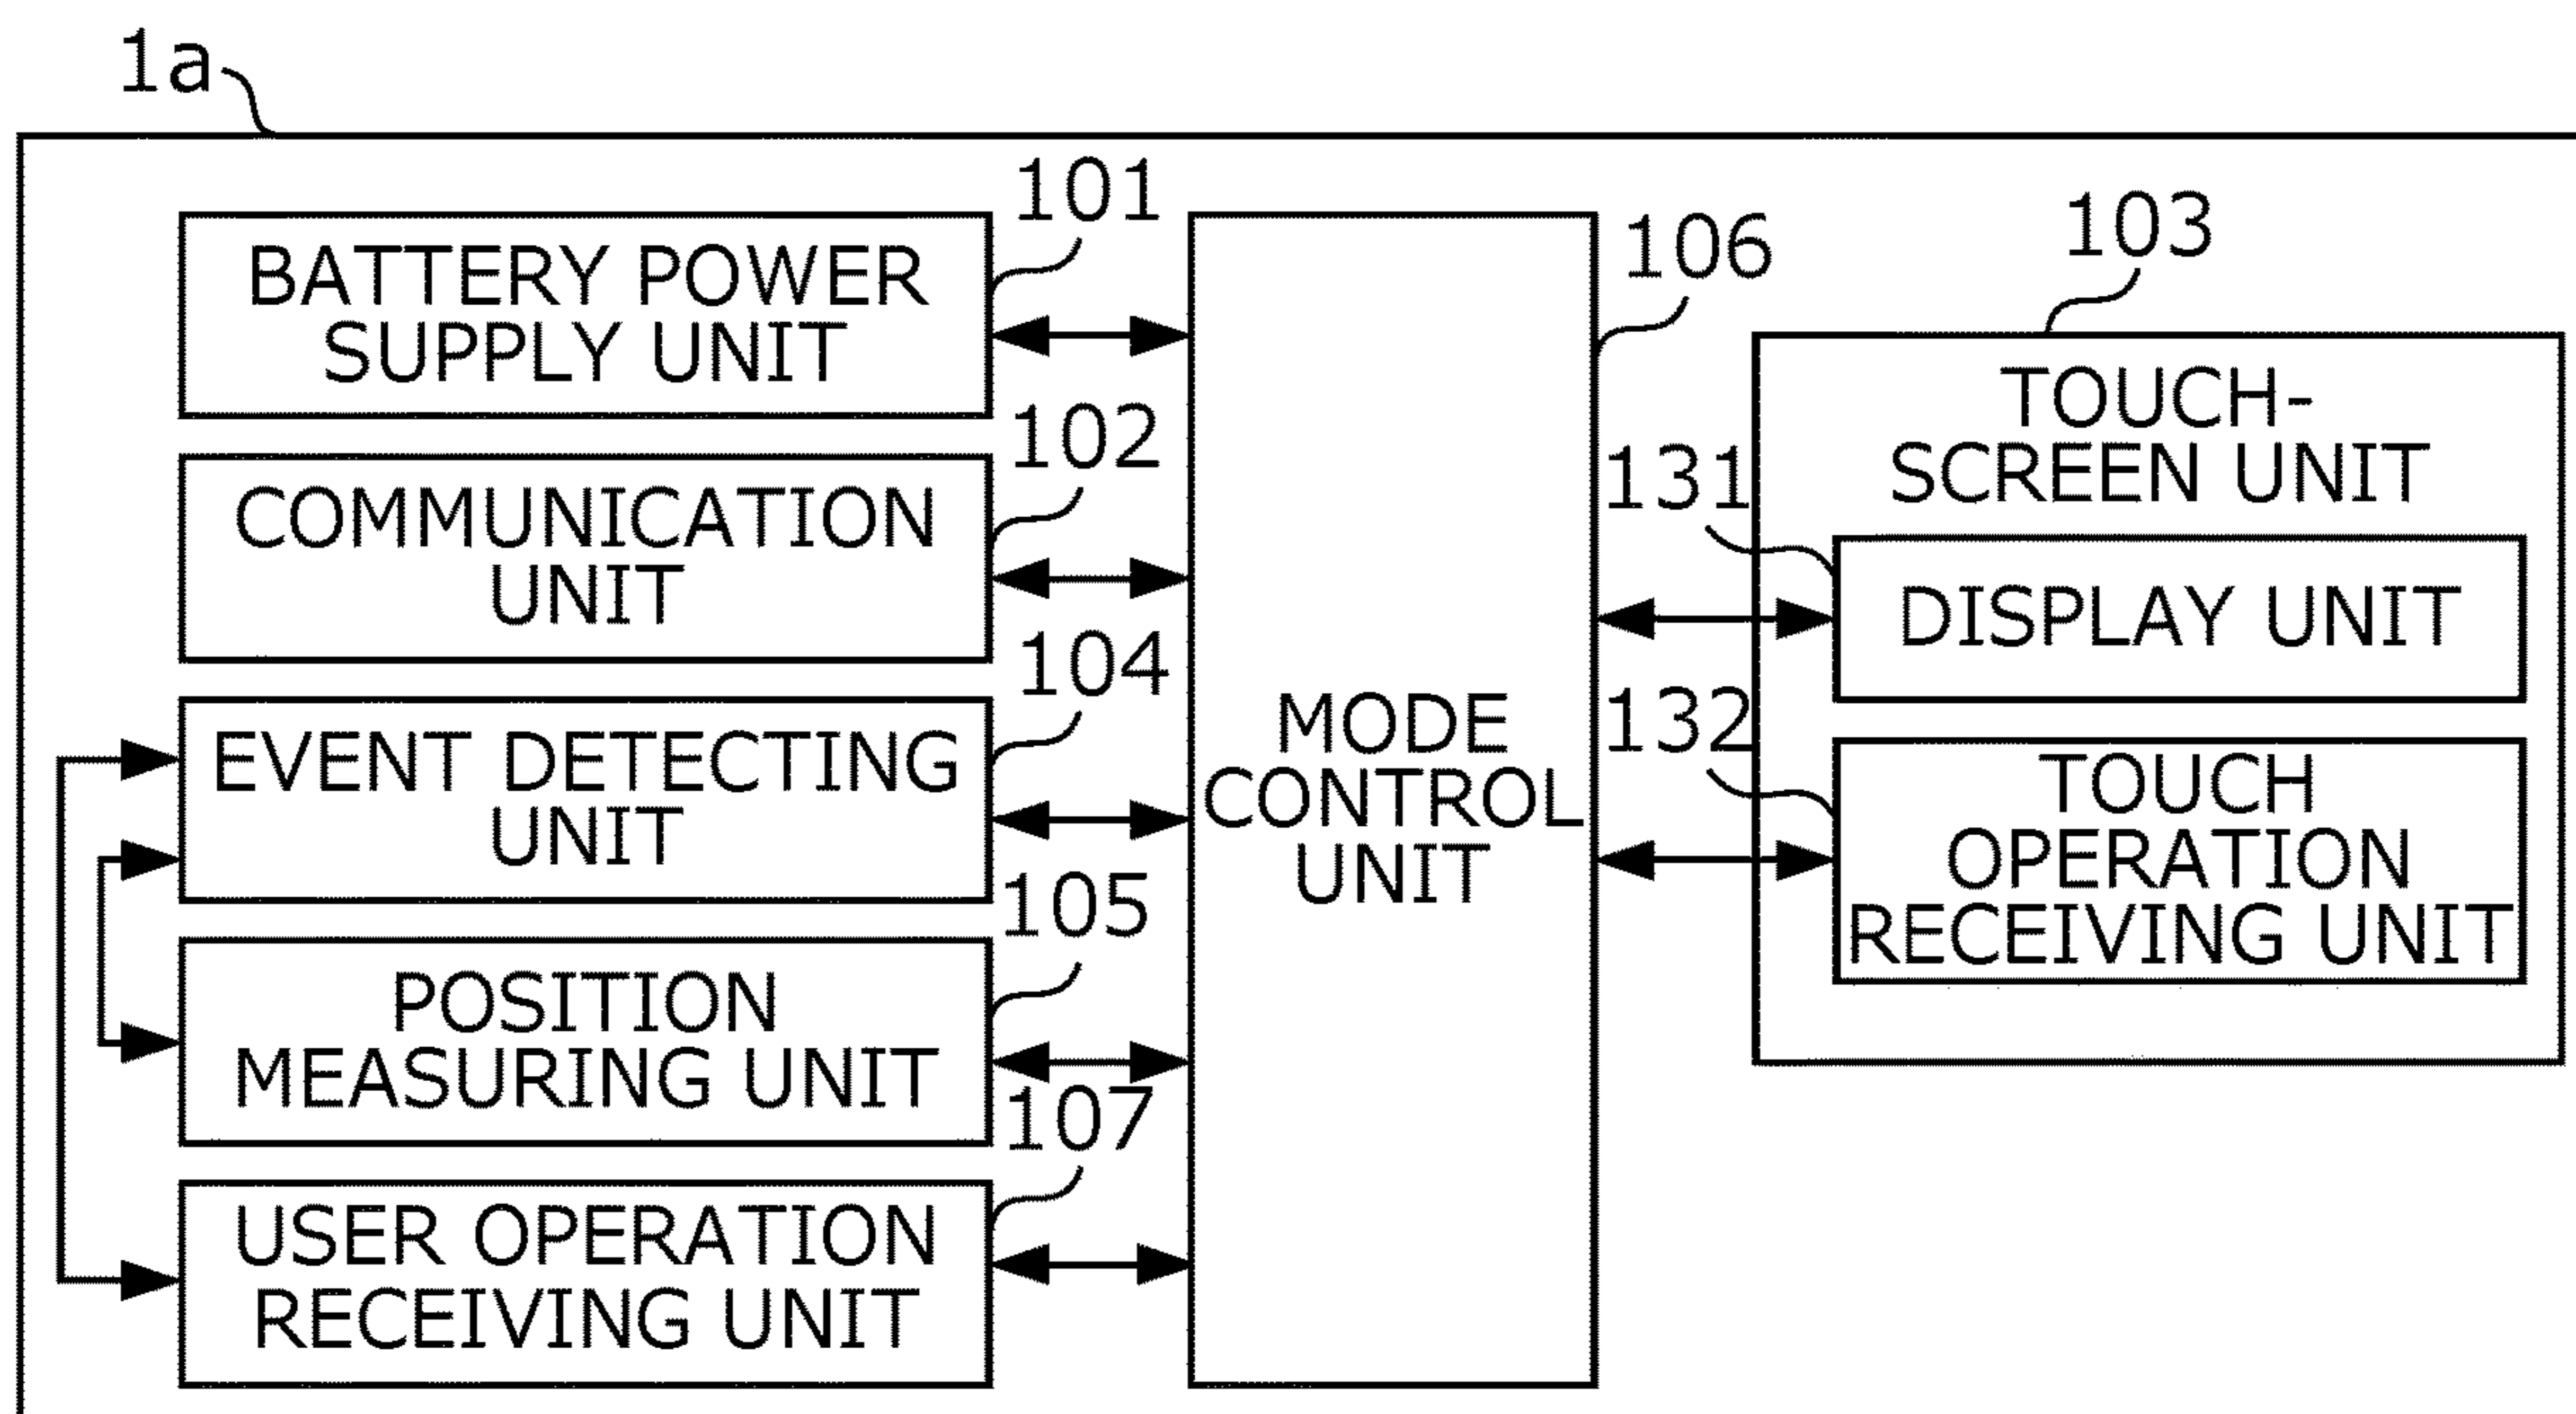 1a
101
BATTERY POWER
SUPPLY UNIT
102
COMMUNICATION
UNIT
104
EVENT DETECTING
UNIT
105
POSITION
MEASURING UNIT
107
USER OPERATION
RECEIVING UNIT
106
MODE
CONTROL
UNIT
103
TOUCH-
SCREEN UNIT
131
DISPLAY UNIT
132
TOUCH
OPERATION
RECEIVING UNIT